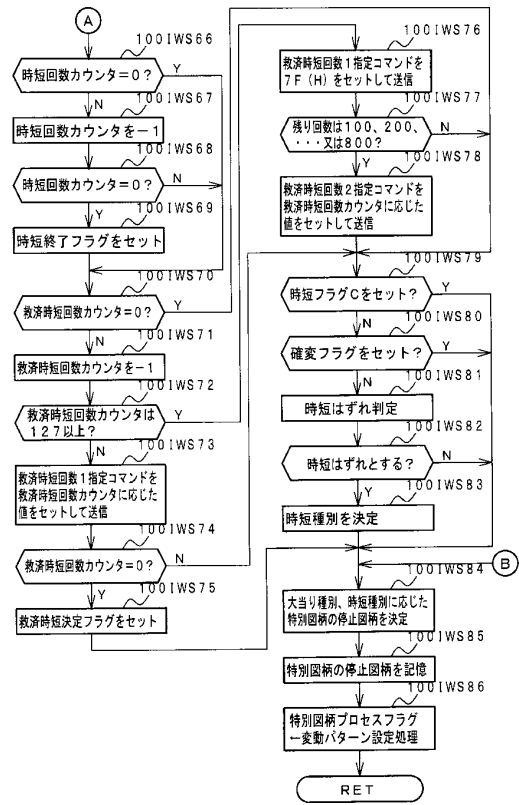 A
100IWS66
時短回数カウンタ=0?
Y
N
100IWS67
時短回数カウンタを-1
100IWS68
時短回数カウンタ=0?
N
Y
100IWS69
時短終了フラグをセット
100IWS70
救済時短回数カウンタ=0?
Y
N
100IWS71
救済時短回数カウンタを-1
100IWS72
救済時短回数カウンタは
127以上?
Y
N
100IWS73
救済時短回数1指定コマンドを
救済時短回数カウンタに応じた
値をセットして送信
100IWS74
救済時短回数カウンタ=0?
N
Y
100IWS75
救済時短決定フラグをセット
100IWS76
救済時短回数1指定コマンドを
7F(H)をセットして送信
100IWS77
残り回数は100、200、
・・・又は800?
N
Y
100IWS78
救済時短回数2指定コマンドを
救済時短回数カウンタに応じた
値をセットして送信
100IWS79
時短フラグCをセット?
Y
N
100IWS80
確変フラグをセット?
Y
N
100IWS81
時短はずれ判定
100IWS82
時短はずれとする?
N
Y
100IWS83
時短種別を決定
B
100IWS84
大当り種別、時短種別に応じた
特別図柄の停止図柄を決定
100IWS85
特別図柄の停止図柄を記憶
100IWS86
特別図柄プロセスフラグ
←変動パターン設定処理
RET